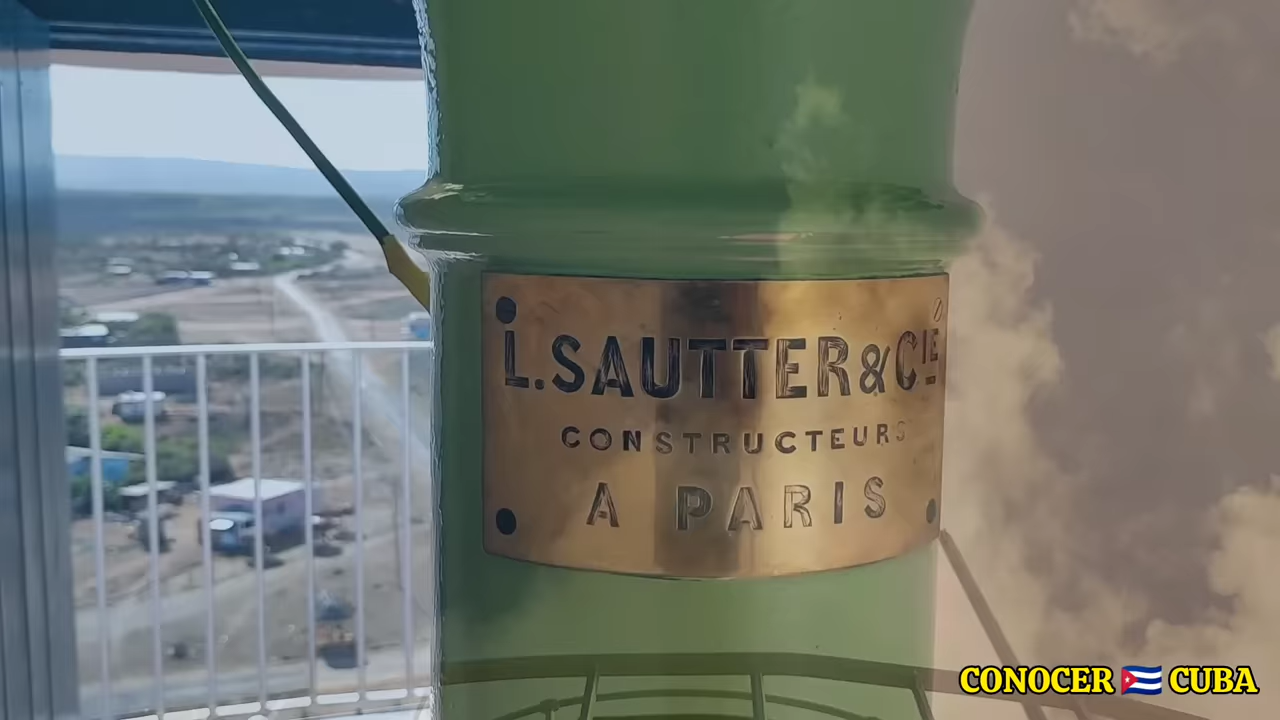 L. SAUTTER & CIE
CONSTRUCTEURS
A PARIS
CONOCER 🇨🇺 CUBA